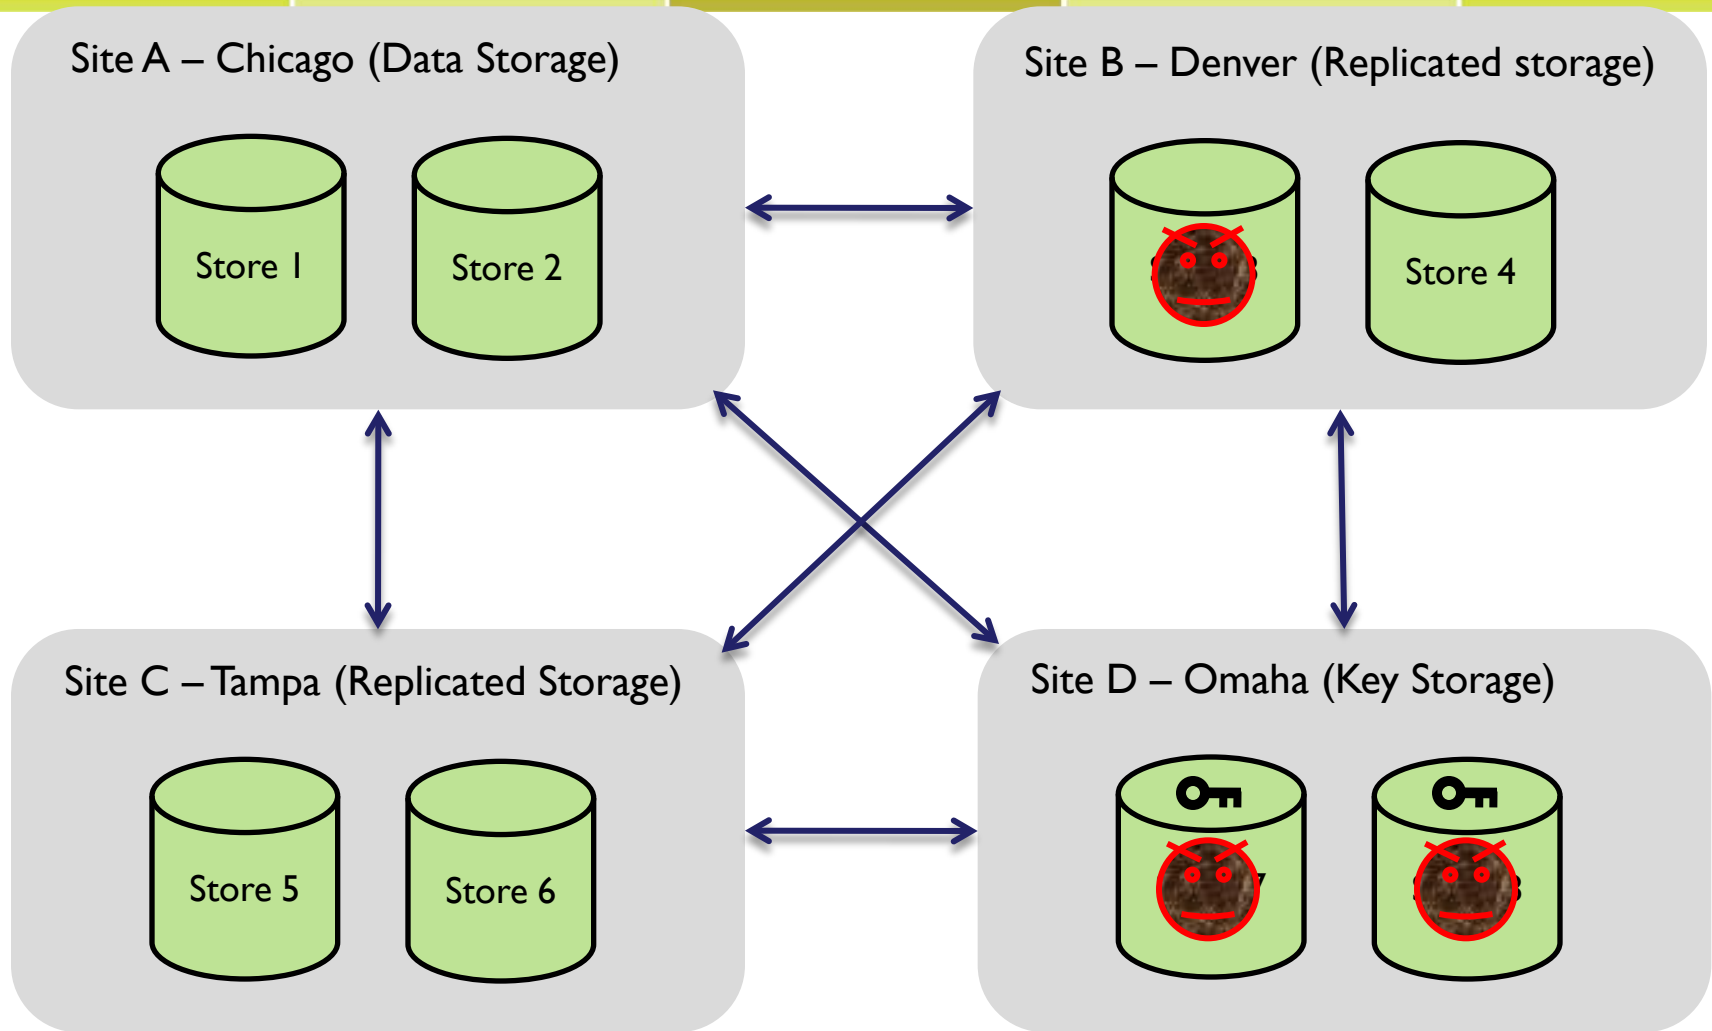 Site A – Chicago (Data Storage)
Site B – Denver (Replicated storage)
Store 1
Store 2
Store 4
Site C – Tampa (Replicated Storage)
Site D – Omaha (Key Storage)
Store 5
Store 6